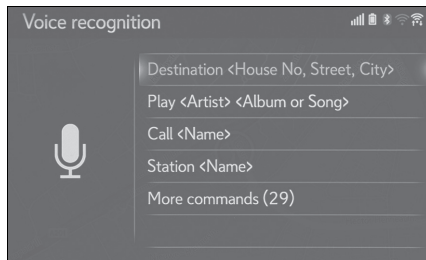 Voice recognition
Destination <House No, Street, City>
Play <Artist> <Album or Song>
Call <Name>
Station <Name>
More commands (29)